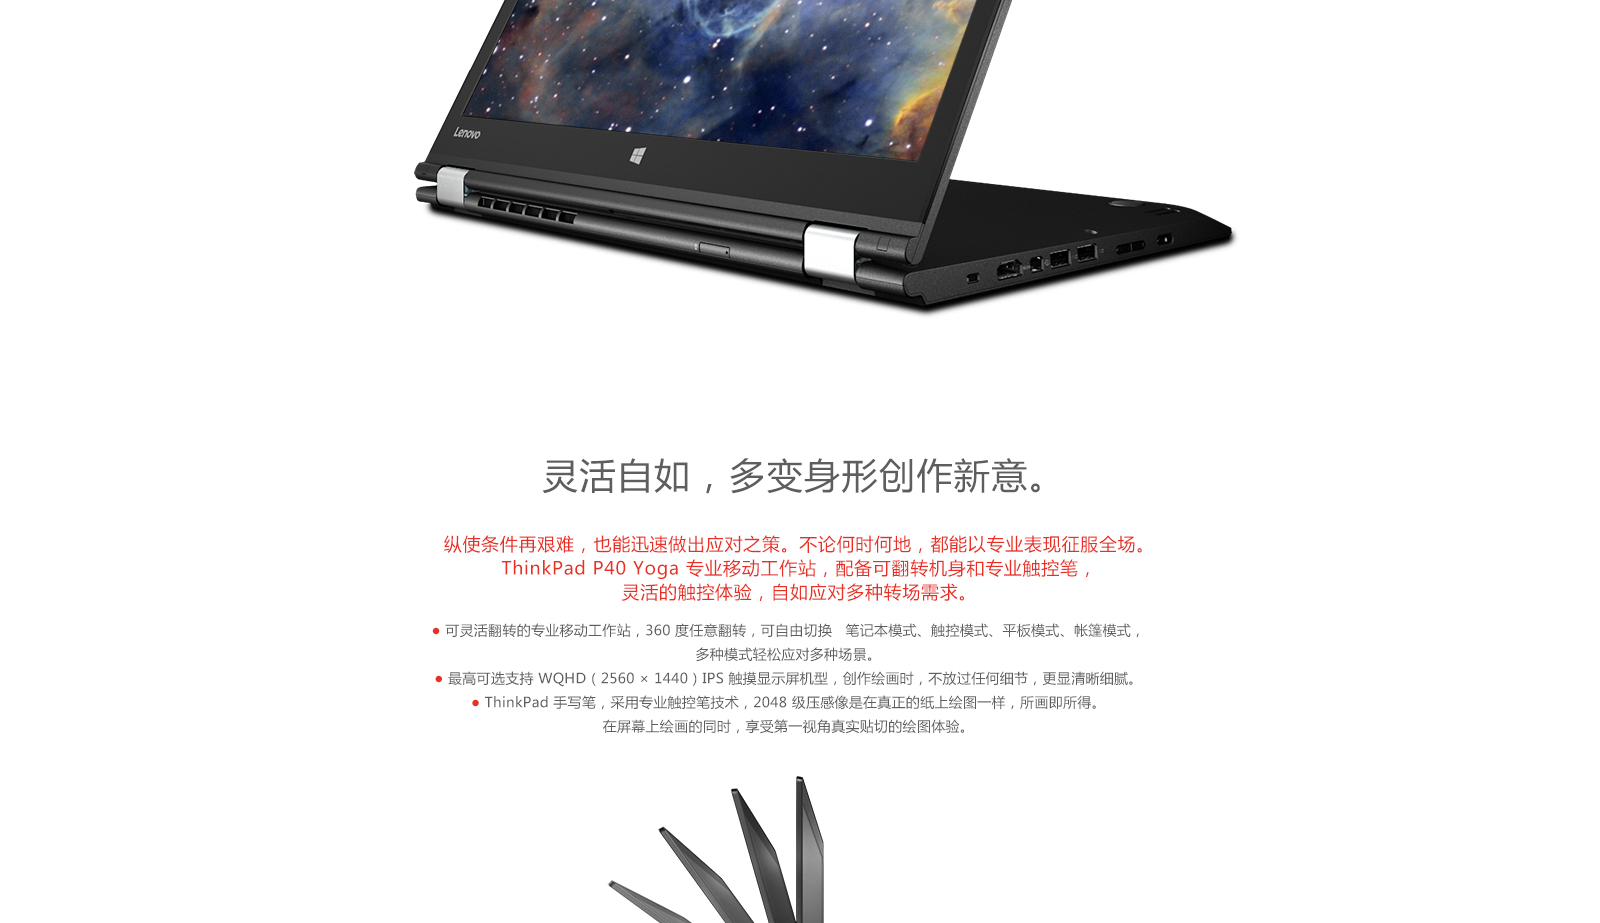 Lenovo
灵活自如，多变身形创作新意。
纵使条件再艰难，也能迅速做出应对之策。不论何时何地，都能以专业表现征服全场。
ThinkPad P40 Yoga 专业移动工作站，配备可翻转机身和专业触控笔，
灵活的触控体验，自如应对多种转场需求。
● 可灵活翻转的专业移动工作站，360 度任意翻转，可自由切换 笔记本模式、触控模式、平板模式、帐篷模式，
多种模式轻松应对多种场景。
● 最高可选支持 WQHD（2560 × 1440）IPS 触摸显示屏机型，创作绘画时，不放过任何细节，更显清晰细腻。
● ThinkPad 手写笔，采用专业触控笔技术，2048 级压感像是在真正的纸上绘图一样，所画即所得。
在屏幕上绘画的同时，享受第一视角真实贴切的绘图体验。